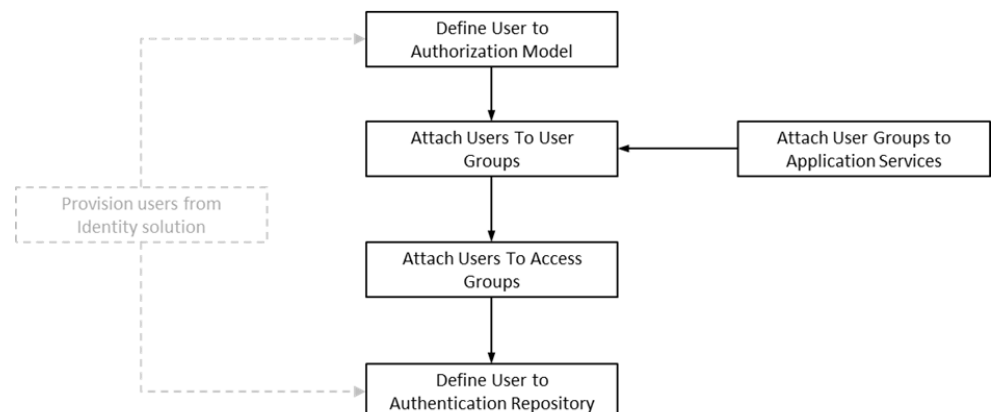 Define User to
Authorization Model
Attach Users To User
Groups
Attach User Groups to
Application Services
Provision users from
Identity solution
Attach Users To Access
Groups
Define User to
Authentication Repository